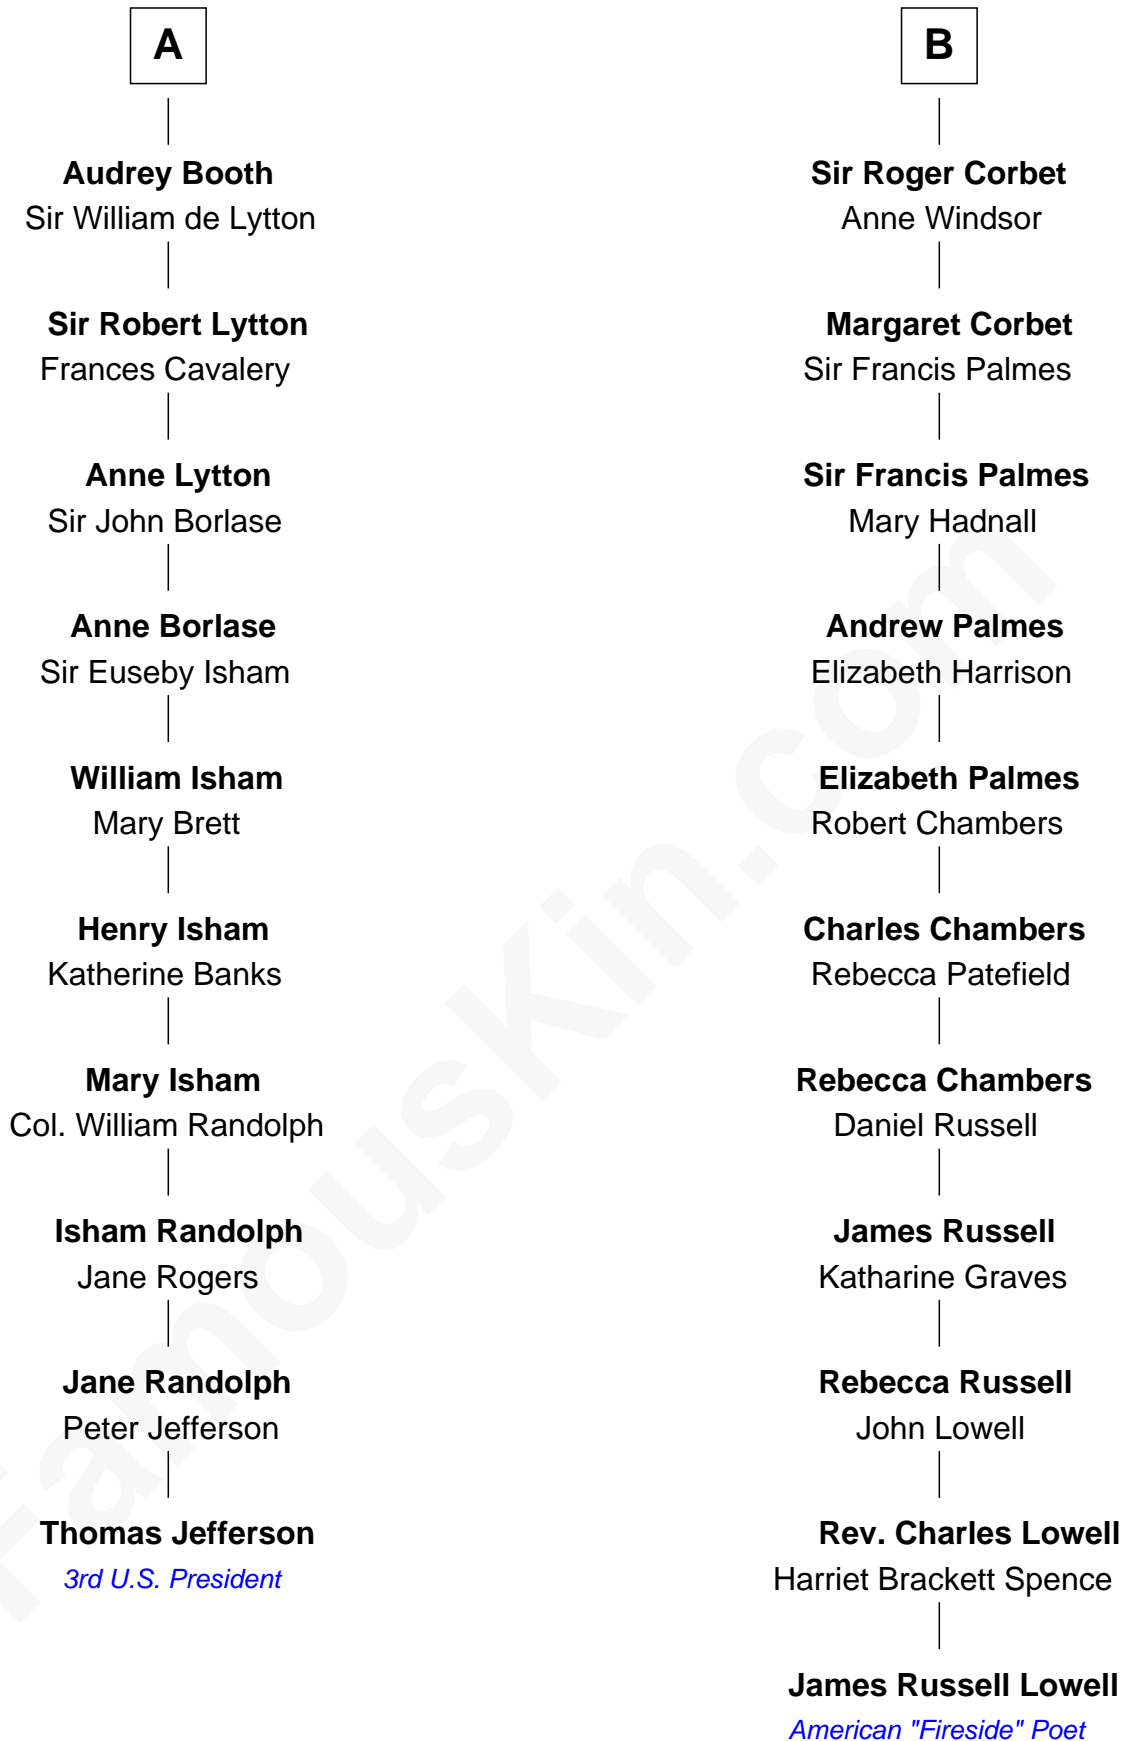 A
Audrey Booth
Sir William de Lytton
Sir Robert Lytton
Frances Cavalery
Anne Lytton
Sir John Borlase
Anne Borlase
Sir Euseby Isham
William Isham
Mary Brett
Henry Isham
Katherine Banks
Mary Isham
Col. William Randolph
Isham Randolph
Jane Rogers
Jane Randolph
Peter Jefferson
Thomas Jefferson
3rd U.S. President
B
Sir Roger Corbet
Anne Windsor
Margaret Corbet
Sir Francis Palmes
Sir Francis Palmes
Mary Hadnall
Andrew Palmes
Elizabeth Harrison
Elizabeth Palmes
Robert Chambers
Charles Chambers
Rebecca Patefield
Rebecca Chambers
Daniel Russell
James Russell
Katharine Graves
Rebecca Russell
John Lowell
Rev. Charles Lowell
Harriet Brackett Spence
James Russell Lowell
American "Fireside" Poet
FamousKin.com